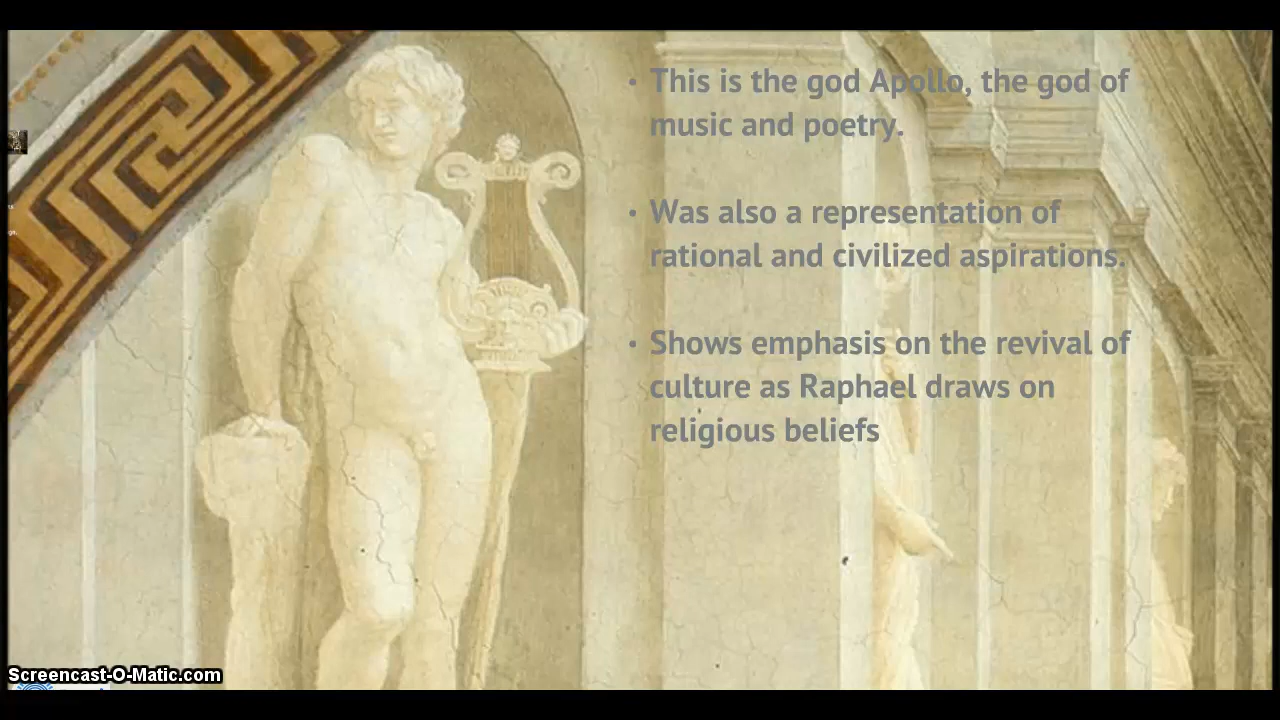 • This is the god Apollo, the god of
music and poetry.
• Was also a representation of
rational and civilized aspirations.
• Shows emphasis on the revival of
culture as Raphael draws on
religious beliefs
Screencast-O-Matic.com